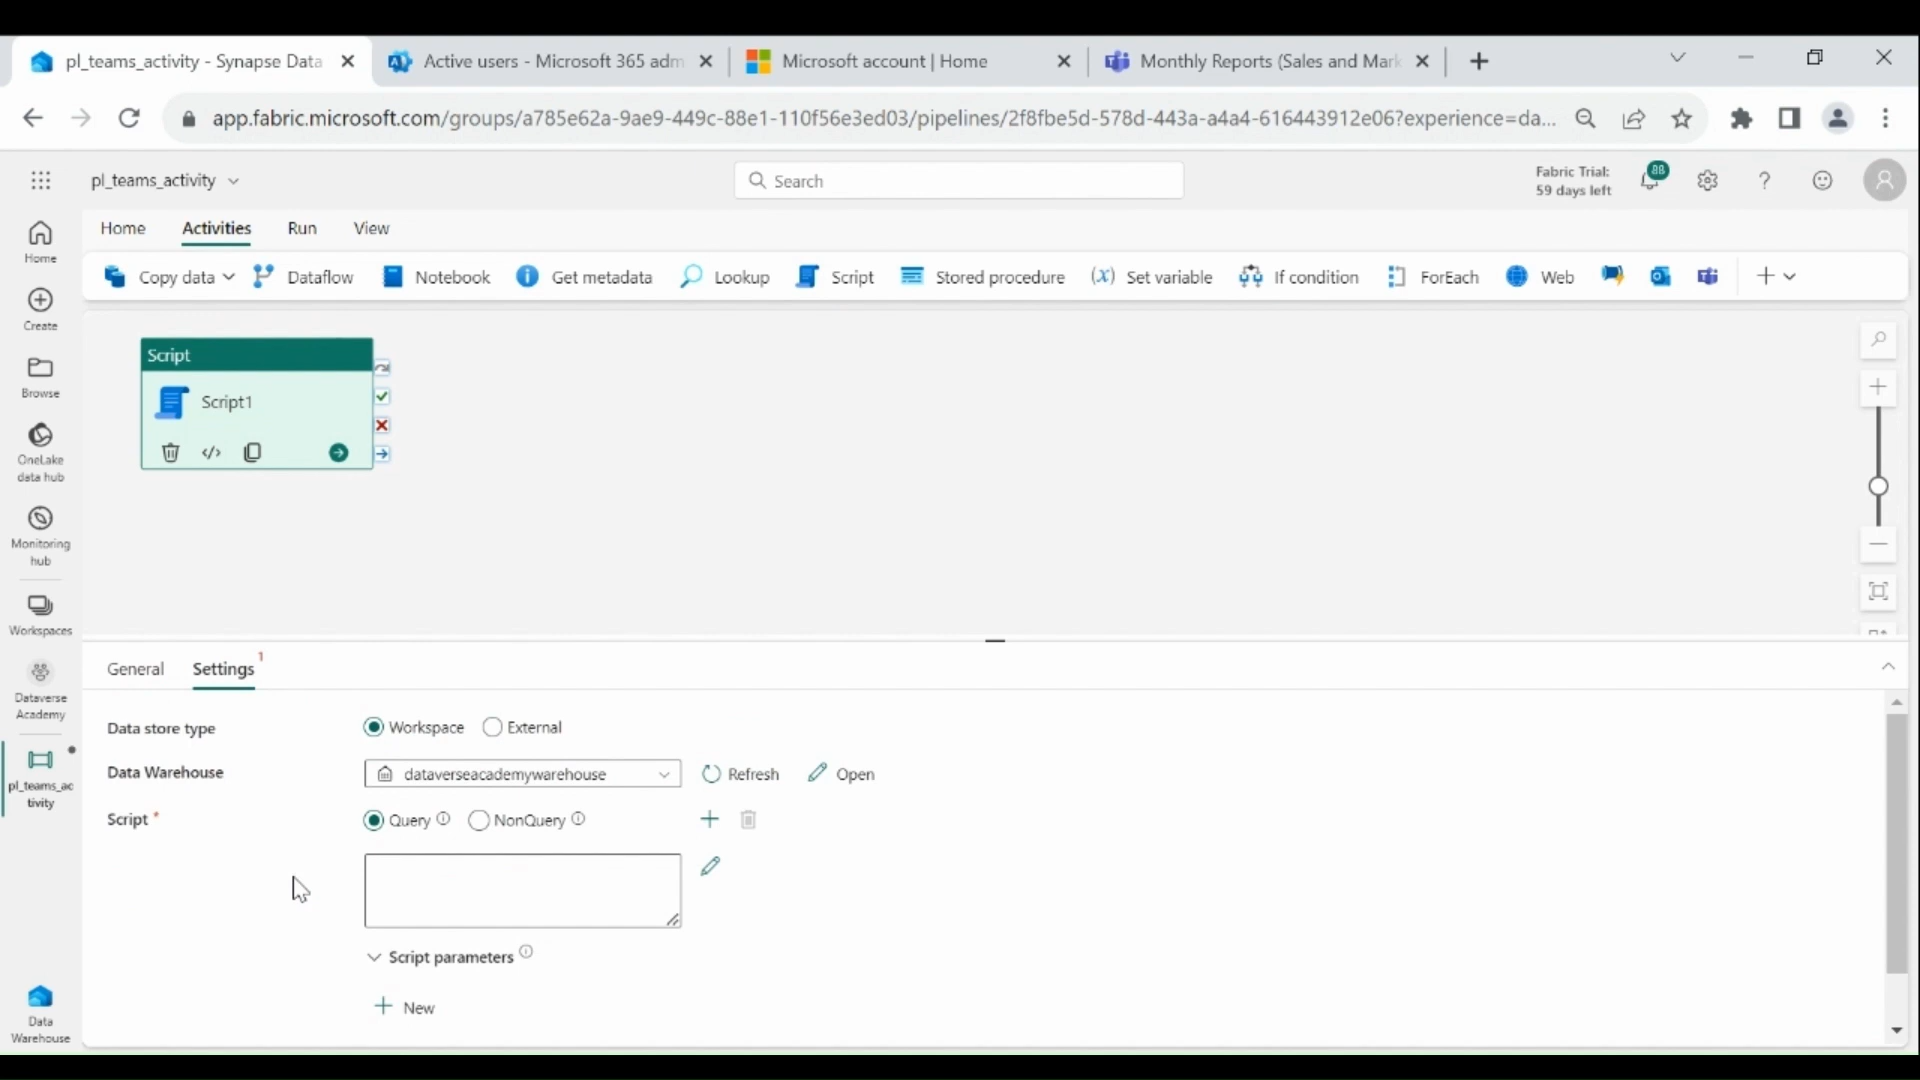 pl_teams_activity - Synapse Data
Active users - Microsoft 365 adm
Microsoft account | Home
Monthly Reports (Sales and Mark
app.fabric.microsoft.com/groups/a785e62a-9ae9-449c-88e1-110f56e3ed03/pipelines/2f8fbe5d-578d-443a-a4a4-616443912e06?experience=da...
pl_teams_activity
Search
Fabric Trial:
59 days left
88
?
Home
Activities
Run
View
Copy data
Dataflow
Notebook
Get metadata
Lookup
Script
Stored procedure
(x) Set variable
If condition
ForEach
Web
Home
Create
Browse
OneLake
data hub
Monitoring
hub
Workspaces
Dataverse
Academy
pl_teams_ac
tivity
Data
Warehouse
Script
Script1
General
Settings 1
Data store type
Workspace
External
Data Warehouse
dataverseacademywarehouse
Refresh
Open
Script *
Query
NonQuery
Script parameters
New